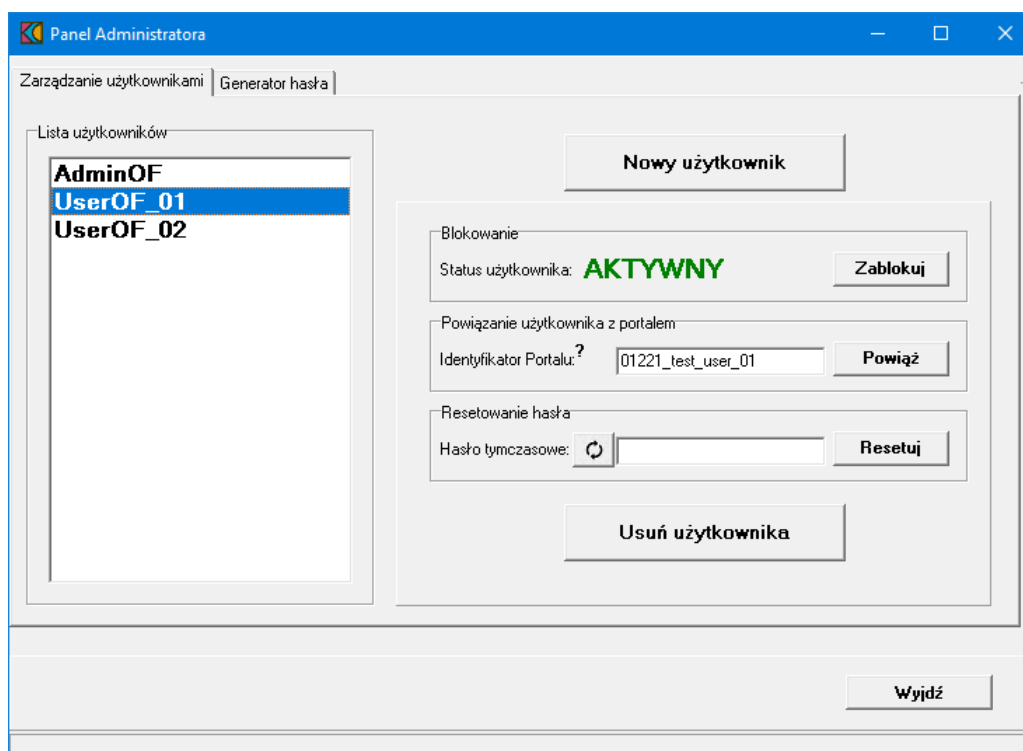 Panel Administratora
Zarządzanie użytkownikami
Generator hasła
Lista użytkowników
AdminOF
UserOF_01
UserOF_02
Nowy użytkownik
Blokowanie
Status użytkownika: AKTYWNY
Zablokuj
Powiązanie użytkownika z portalem
Identyfikator Portalu:? 01221_test_user_01
Powiąż
Resetowanie hasła
Hasło tymczasowe:
Resetuj
Usuń użytkownika
Wyjdź